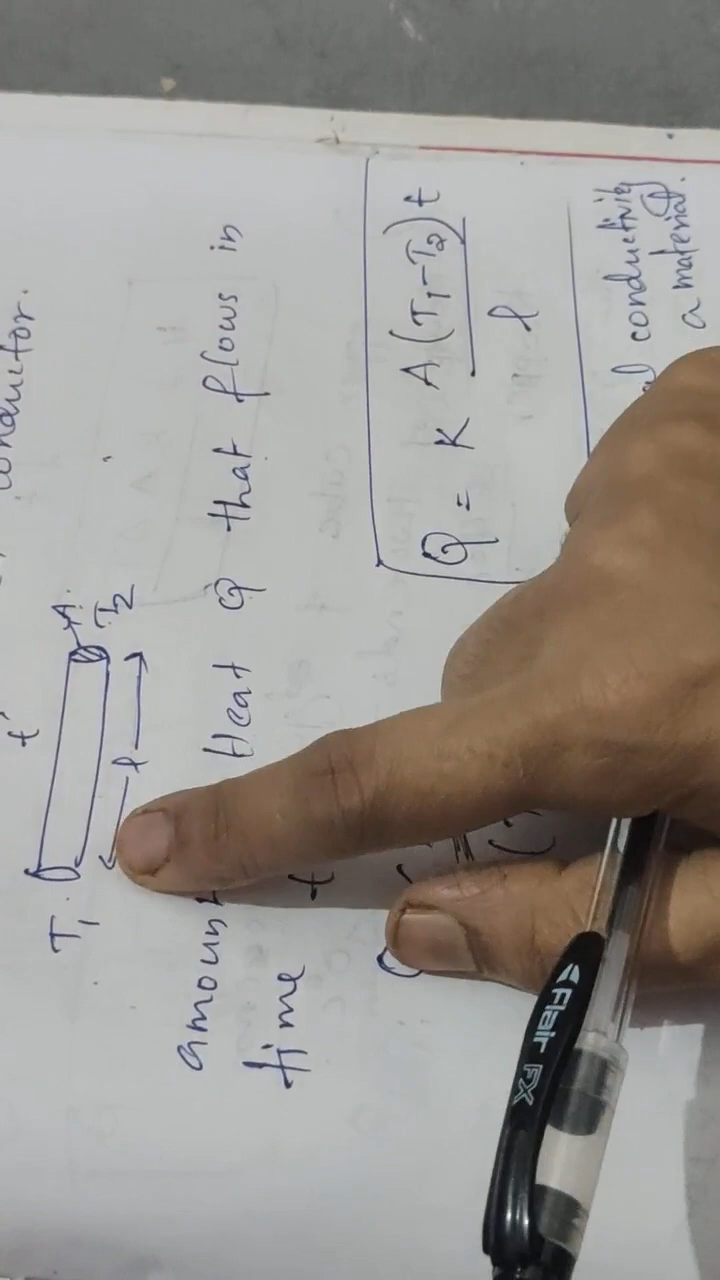 conductor.
t
T1 A. T2
l
amount Heat Q that flows in
time t
Q = K A (T1-T2) t
l
conductivity
a material.
Flair FX